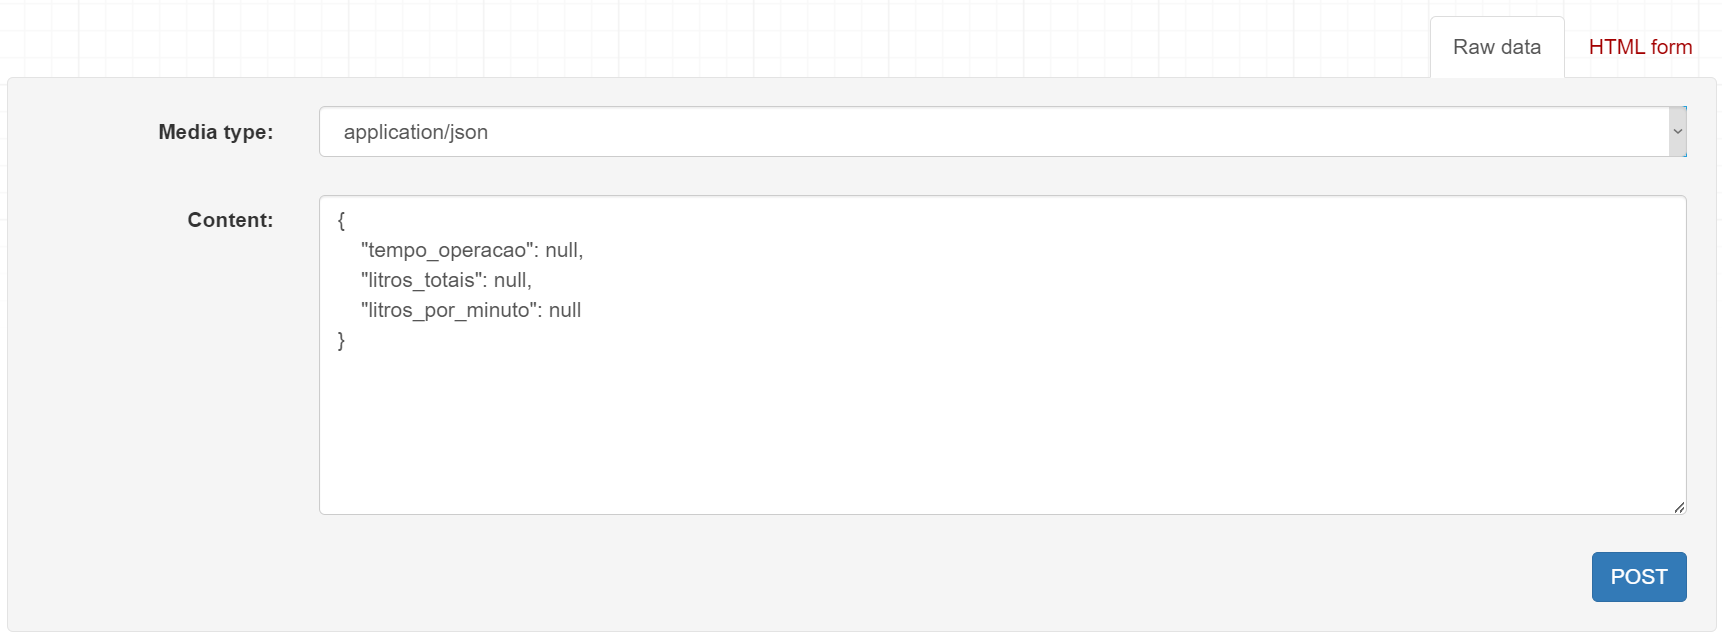 Raw data HTML form
Media type: application/json
Content: {
"tempo_operacao": null,
"litros_totais": null,
"litros_por_minuto": null
}
POST